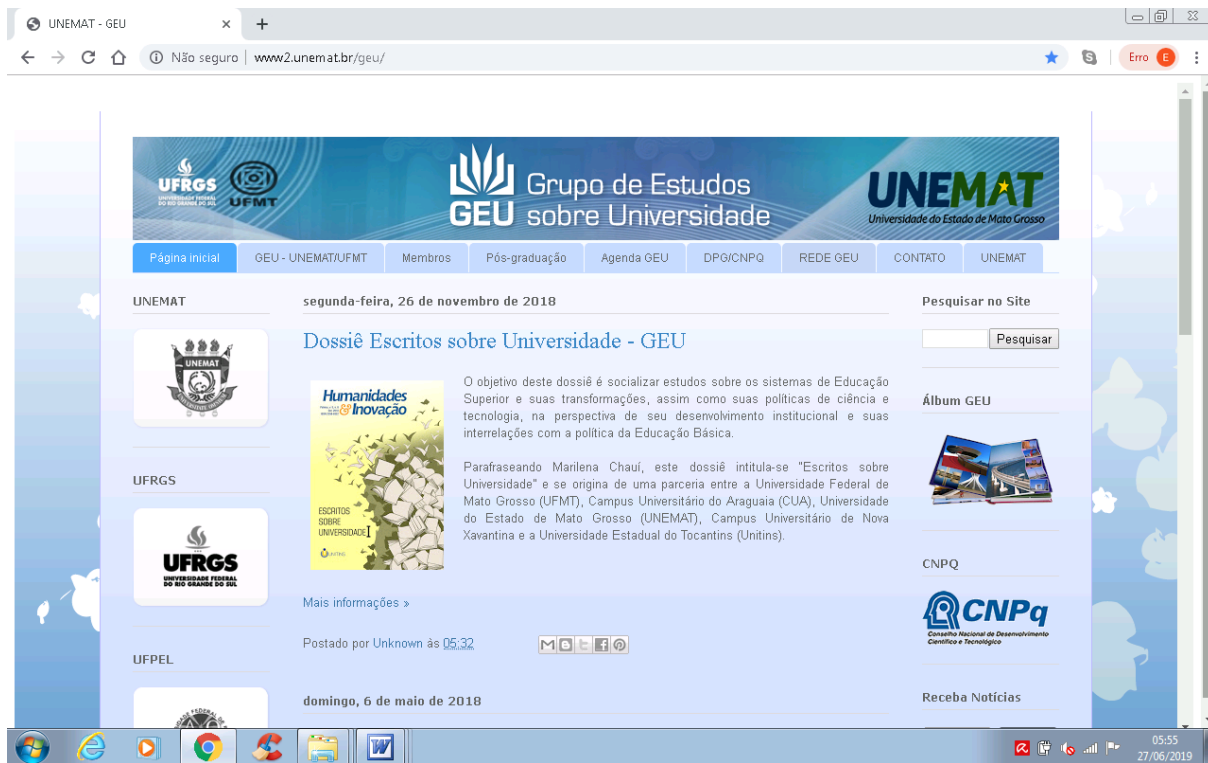 UNEMAT - GEU
Não seguro | www2.unemat.br/geu/
Erro E
UFRGS
UNIVERSIDADE FEDERAL
DO RIO GRANDE DO SUL
UFMT
GEU
Grupo de Estudos
sobre Universidade
UNEMAT
Universidade do Estado de Mato Grosso
Página inicial GEU - UNEMAT/UFMT Membros Pós-graduação Agenda GEU DPG/CNPQ REDE GEU CONTATO UNEMAT
UNEMAT
UNEMAT
UFRGS
UFRGS
UNIVERSIDADE FEDERAL
DO RIO GRANDE DO SUL
UFPEL
segunda-feira, 26 de novembro de 2018
Dossiê Escritos sobre Universidade - GEU
Humanidades
& Inovação
ESCRITOS
SOBRE
UNIVERSIDADE I
O objetivo deste dossiê é socializar estudos sobre os sistemas de Educação
Superior e suas transformações, assim como suas políticas de ciência e
tecnologia, na perspectiva de seu desenvolvimento institucional e suas
interrelações com a política da Educação Básica.
Parafraseando Marilena Chauí, este dossiê intitula-se "Escritos sobre
Universidade" e se origina de uma parceria entre a Universidade Federal de
Mato Grosso (UFMT), Campus Universitário do Araguaia (CUA), Universidade
do Estado de Mato Grosso (UNEMAT), Campus Universitário de Nova
Xavantina e a Universidade Estadual do Tocantins (Unitins).
Mais informações »
Postado por Unknown às 05:32
domingo, 6 de maio de 2018
Pesquisar no Site
Pesquisar
Álbum GEU
CNPQ
CNPq
Conselho Nacional de Desenvolvimento
Científico e Tecnológico
Receba Notícias
05:55
27/06/2019